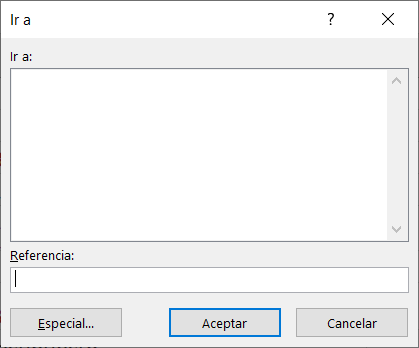 Ir a
?
Ir a:
Referencia:
Especial...
Aceptar
Cancelar